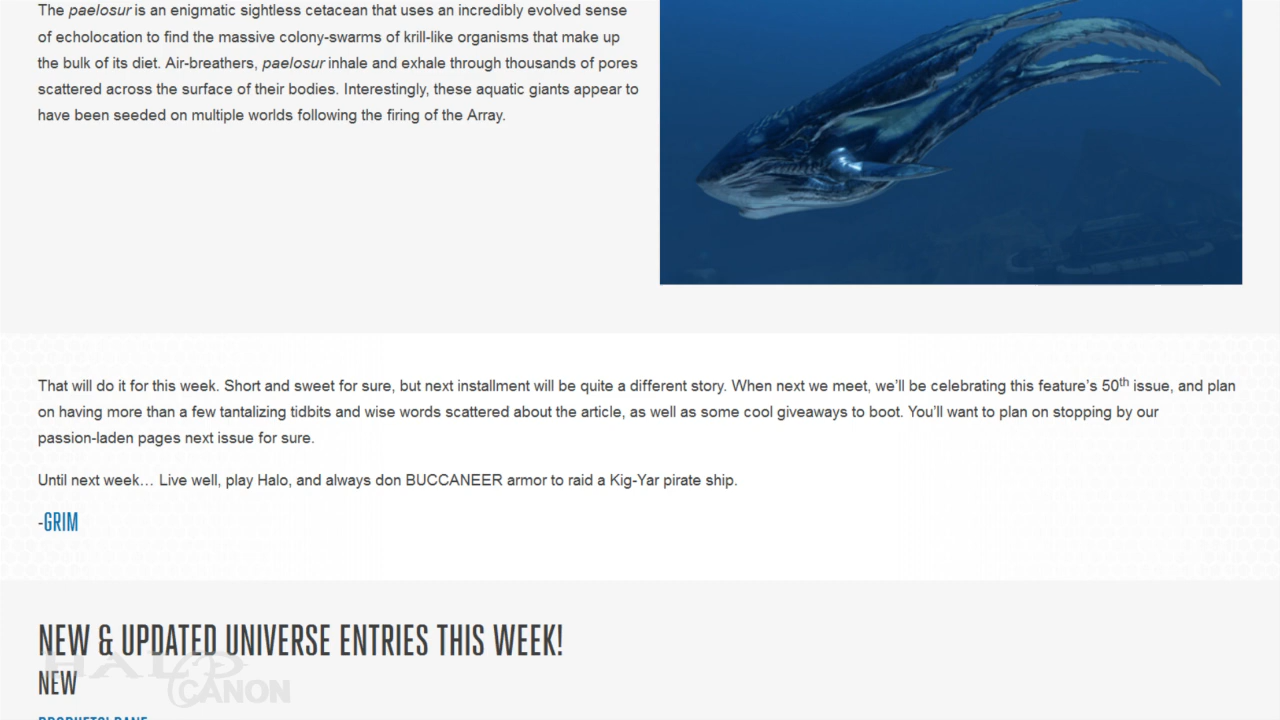 The paelosur is an enigmatic sightless cetacean that uses an incredibly evolved sense
of echolocation to find the massive colony-swarms of krill-like organisms that make up
the bulk of its diet. Air-breathers, paelosur inhale and exhale through thousands of pores
scattered across the surface of their bodies. Interestingly, these aquatic giants appear to
have been seeded on multiple worlds following the firing of the Array.
That will do it for this week. Short and sweet for sure, but next installment will be quite a different story. When next we meet, we’ll be celebrating this feature’s 50th issue, and plan
on having more than a few tantalizing tidbits and wise words scattered about the article, as well as some cool giveaways to boot. You’ll want to plan on stopping by our
passion-laden pages next issue for sure.
Until next week… Live well, play Halo, and always don BUCCANEER armor to raid a Kig-Yar pirate ship.
-GRIM
NEW & UPDATED UNIVERSE ENTRIES THIS WEEK!
HALO
NEW
CANON